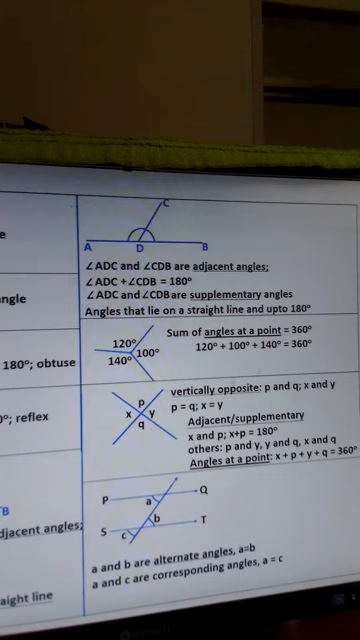 C
A
D
B
e
∠ADC and ∠CDB are adjacent angles;
∠ADC +∠CDB = 180°
ngle
∠ADC and ∠CDB are supplementary angles
Angles that lie on a straight line and upto 180°
Sum of angles at a point = 360°
120°
100°
120° + 100° + 140° = 360°
140°
180°; obtuse
vertically opposite: p and q; x and y
p
x
y
q
p = q; x = y
°; reflex
Adjacent/supplementary
x and p; x+p = 180°
others: p and y, y and q, x and q
Angles at a point: x + p + y + q = 360°
P
a
Q
B
djacent angles;
S
b
T
c
a and b are alternate angles, a=b
a and c are corresponding angles, a = c
aight line